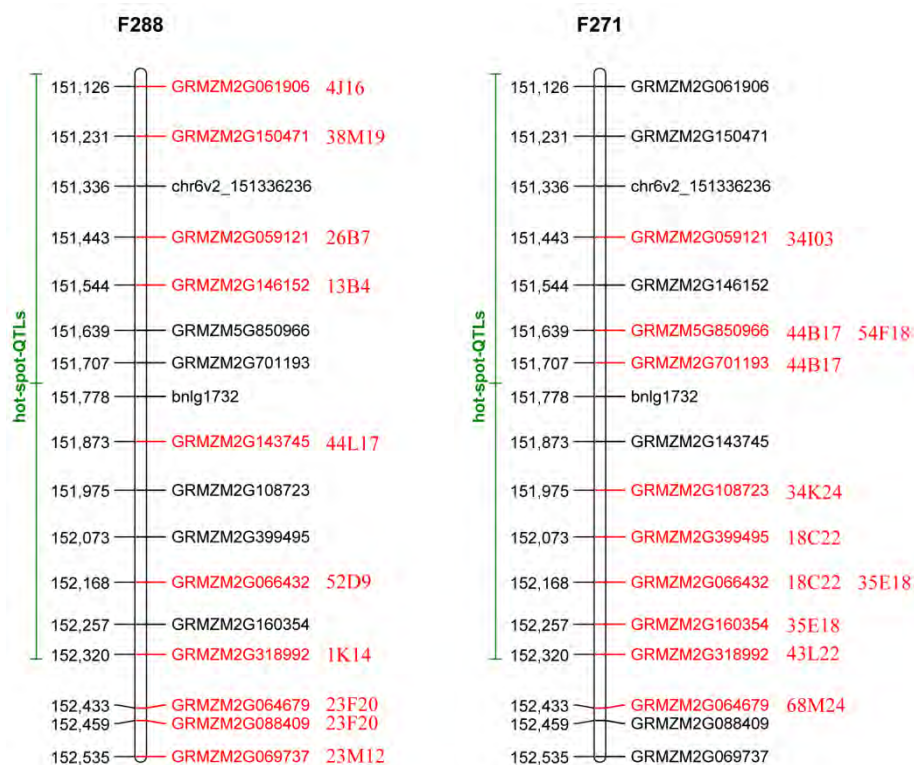 F288
hot-spot-QTLs
151,126 GRMZM2G061906 4J16
151,231 GRMZM2G150471 38M19
151,336 chr6v2_151336236
151,443 GRMZM2G059121 26B7
151,544 GRMZM2G146152 13B4
151,639 GRMZM5G850966
151,707 GRMZM2G701193
151,778 bnlg1732
151,873 GRMZM2G143745 44L17
151,975 GRMZM2G108723
152,073 GRMZM2G399495
152,168 GRMZM2G066432 52D9
152,257 GRMZM2G160354
152,320 GRMZM2G318992 1K14
152,433 GRMZM2G064679 23F20
152,459 GRMZM2G088409 23F20
152,535 GRMZM2G069737 23M12
F271
hot-spot-QTLs
151,126 GRMZM2G061906
151,231 GRMZM2G150471
151,336 chr6v2_151336236
151,443 GRMZM2G059121 34I03
151,544 GRMZM2G146152
151,639 GRMZM5G850966 44B17 54F18
151,707 GRMZM2G701193 44B17
151,778 bnlg1732
151,873 GRMZM2G143745
151,975 GRMZM2G108723 34K24
152,073 GRMZM2G399495 18C22
152,168 GRMZM2G066432 18C22 35E18
152,257 GRMZM2G160354 35E18
152,320 GRMZM2G318992 43L22
152,433 GRMZM2G064679 68M24
152,459 GRMZM2G088409
152,535 GRMZM2G069737